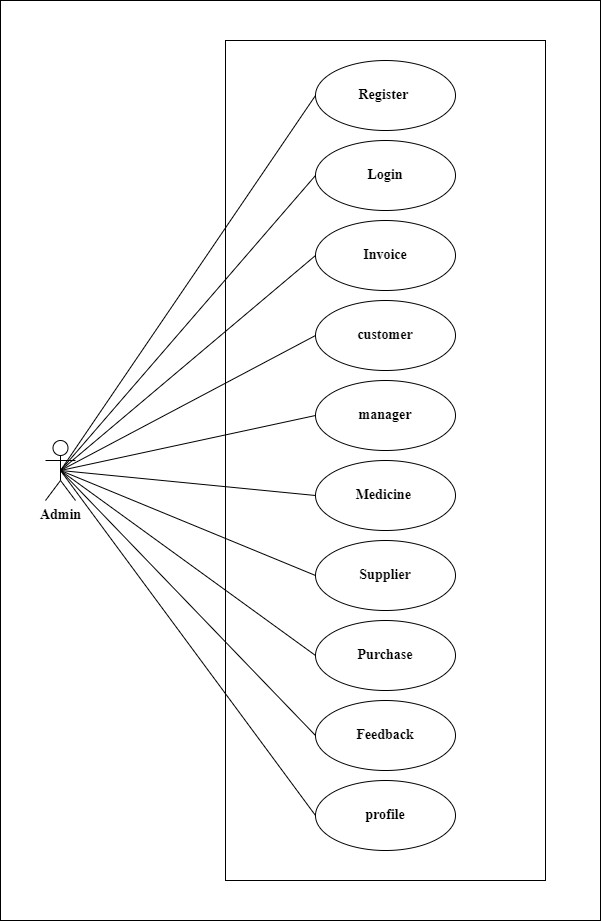 Register
Login
Invoice
customer
manager
Medicine
Admin
Supplier
Purchase
Feedback
profile